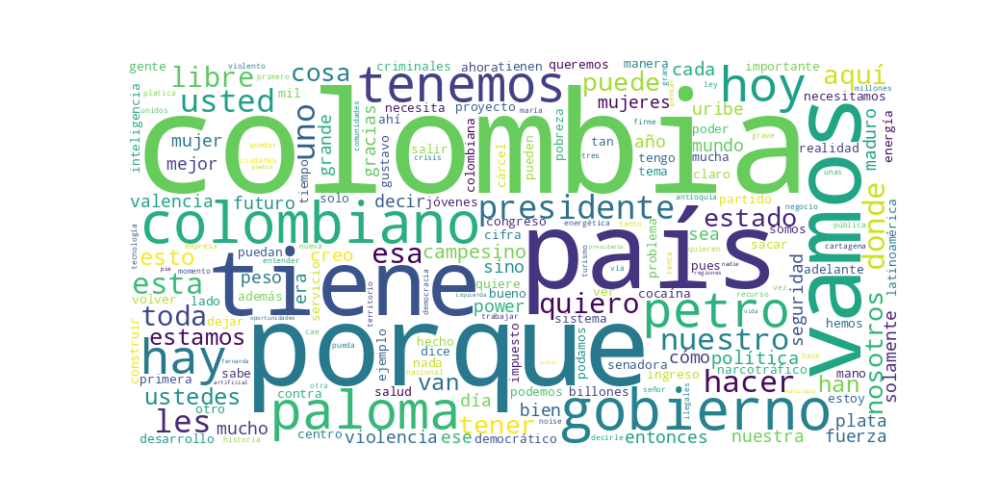 gente
violento
criminales
ahora
tienen
queremos
manera
importante
platica
primero
libre
cosa
tenemos
puede
cada
hoy
aquí
millones
unidos
mil
necesita
proyecto
maría
mujeres
ley
necesitamos
inteligencia
usted
uno
colombia
ahí
uribe
poder
vamos
energía
mujer
grande
gracias
gustavo
salir
crisis
colombiana
cárcel
pueden
tan
tres
pobreza
año
mundo
claro
grave
realidad
maduro
mejor
quedar
ciudades
tiempo
comunidades
tengo
tema
mucha
unas
valencia
futuro
solo
decir
jóvenes
presidente
antioquia
partido
negocio
donde
colombiano
congreso
cifra
energética
tanto
estado
sea
somos
pública
cartagena
latinoamérica
tecnología
esto
empresa
nueva
puedan
creo
esa
campesino
país
problema
quieren
pues
sacar
seguridad
adelante
entender
esta
peso
era
servicio
tiene
sino
turismo
vía
presidenta
regiones
nadie
volver
pie
momento
lado
además
quiere
bueno
power
quiero
ver
cocaína
petro
renta
recurso
vez
nosotros
toda
dejar
oportunidades
territorio
democracia
izquierda
trabajar
sistema
nuestro
vida
hemos
construir
estamos
cae
porque
hecho
dice
impuesto
podamos
senadora
cómo
política
hace
solamente
hay
sabe
fernanda
pueda
ejemplo
nada
narcotráfico
mano
primera
artificial
otra
nacional
salud
van
podemos
billones
ingreso
señor
ilegales
hacer
han
estoy
ustedes
otro
contra
paloma
día
tener
bien
noise
gobierno
plata
les
mucho
desarrollo
historia
centro
violencia
ese
democrático
decirle
entonces
nuestra
fuerza